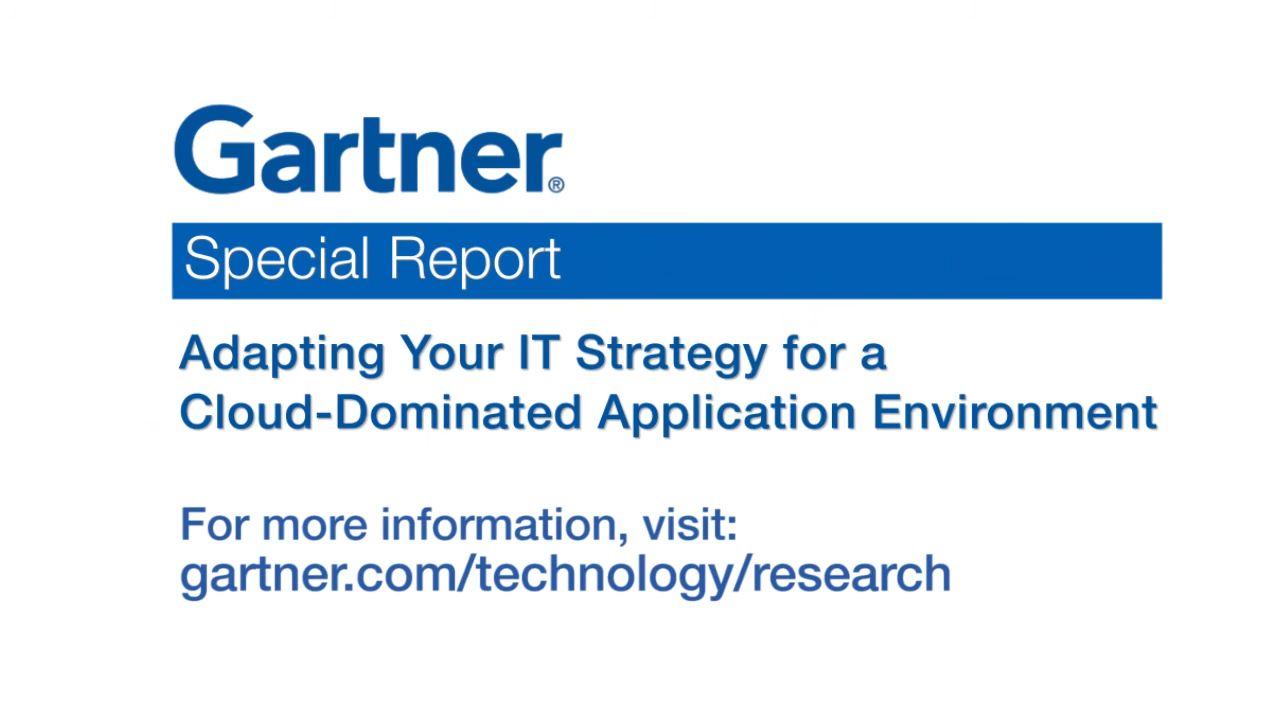 Gartner®
Special Report
Adapting Your IT Strategy for a
Cloud-Dominated Application Environment
For more information, visit:
gartner.com/technology/research